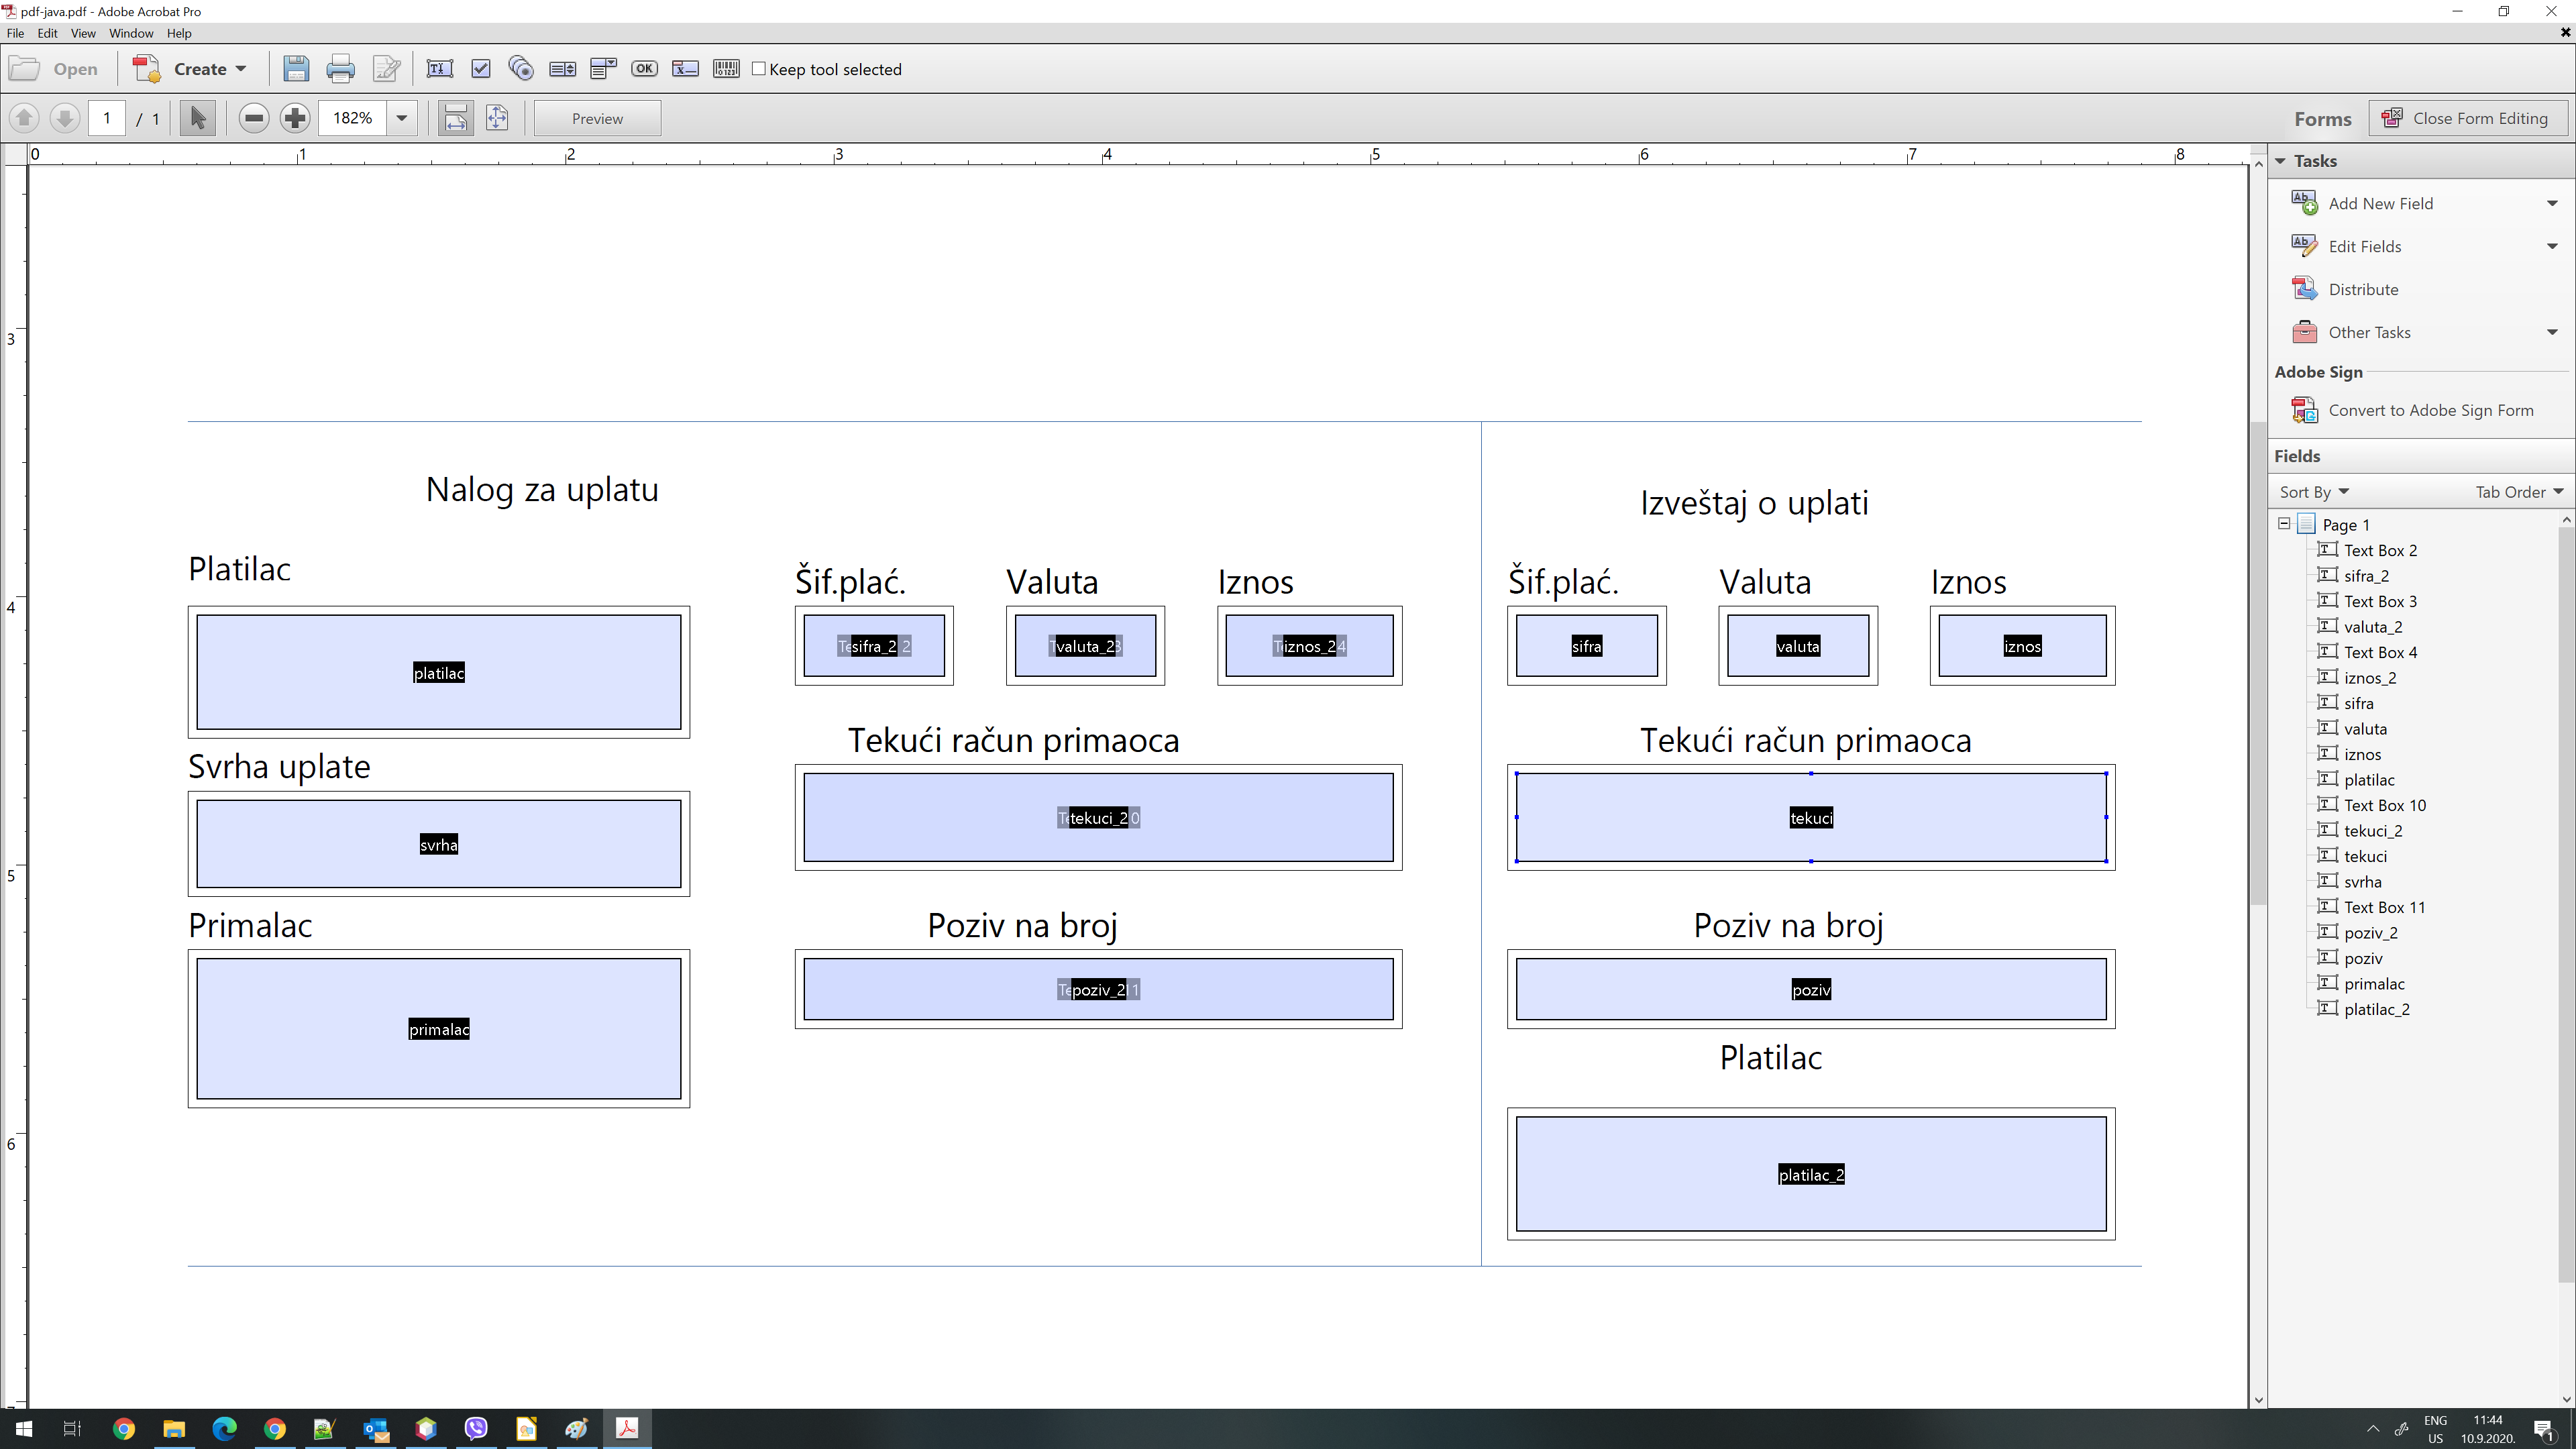 pdf-java.pdf - Adobe Acrobat Pro
File Edit View Window Help
Open Create OK Keep tool selected
1 / 1 182% Preview Forms Close Form Editing
0 1 2 3 4 5 6 7 8
Tasks
Add New Field
Edit Fields
Distribute
Other Tasks
Adobe Sign
Convert to Adobe Sign Form
Fields
Sort By Tab Order
Page 1
Text Box 2
sifra_2
Text Box 3
valuta_2
Text Box 4
iznos_2
sifra
valuta
iznos
platilac
Text Box 10
tekuci_2
tekuci
svrha
Text Box 11
poziv_2
poziv
primalac
platilac_2
3
4
5
6
Nalog za uplatu
Platilac
platilac
Svrha uplate
svrha
Primalac
primalac
Šif.plać. Valuta Iznos
sifra_2 valuta_2 iznos_2
Tekući račun primaoca
tekuci_2
Poziv na broj
poziv_2
Izveštaj o uplati
Šif.plać. Valuta Iznos
sifra valuta iznos
Tekući račun primaoca
tekuci
Poziv na broj
poziv
Platilac
platilac_2
ENG
US
11:44
10.9.2020.
1